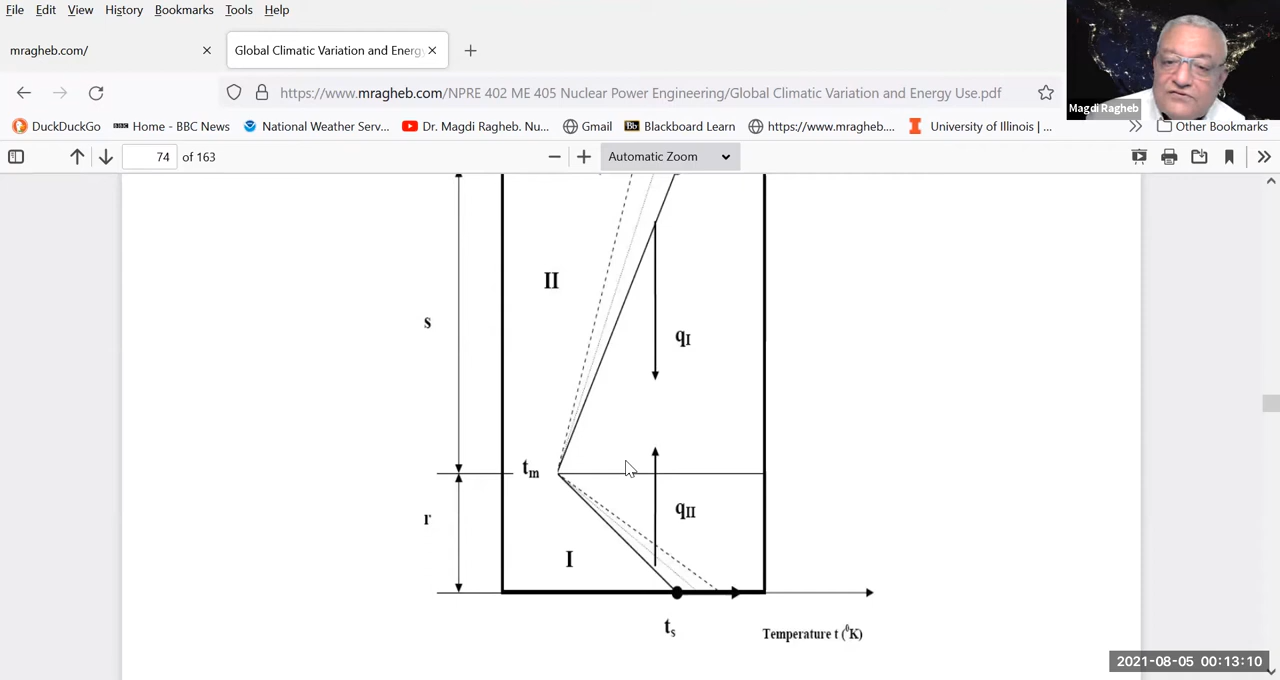 File Edit View History Bookmarks Tools Help
mragheb.com/
Global Climatic Variation and Energy
https://www.mragheb.com/NPRE 402 ME 405 Nuclear Power Engineering/Global Climatic Variation and Energy Use.pdf
Magdi Ragheb
DuckDuckGo
BBC Home - BBC News
National Weather Serv...
Dr. Magdi Ragheb. Nu...
Gmail
Bb Blackboard Learn
https://www.mragheb....
I University of Illinois | ...
Other Bookmarks
74 of 163
Automatic Zoom
II
s
qI
tm
qII
r
I
ts
Temperature t (0K)
2021-08-05 00:13:10